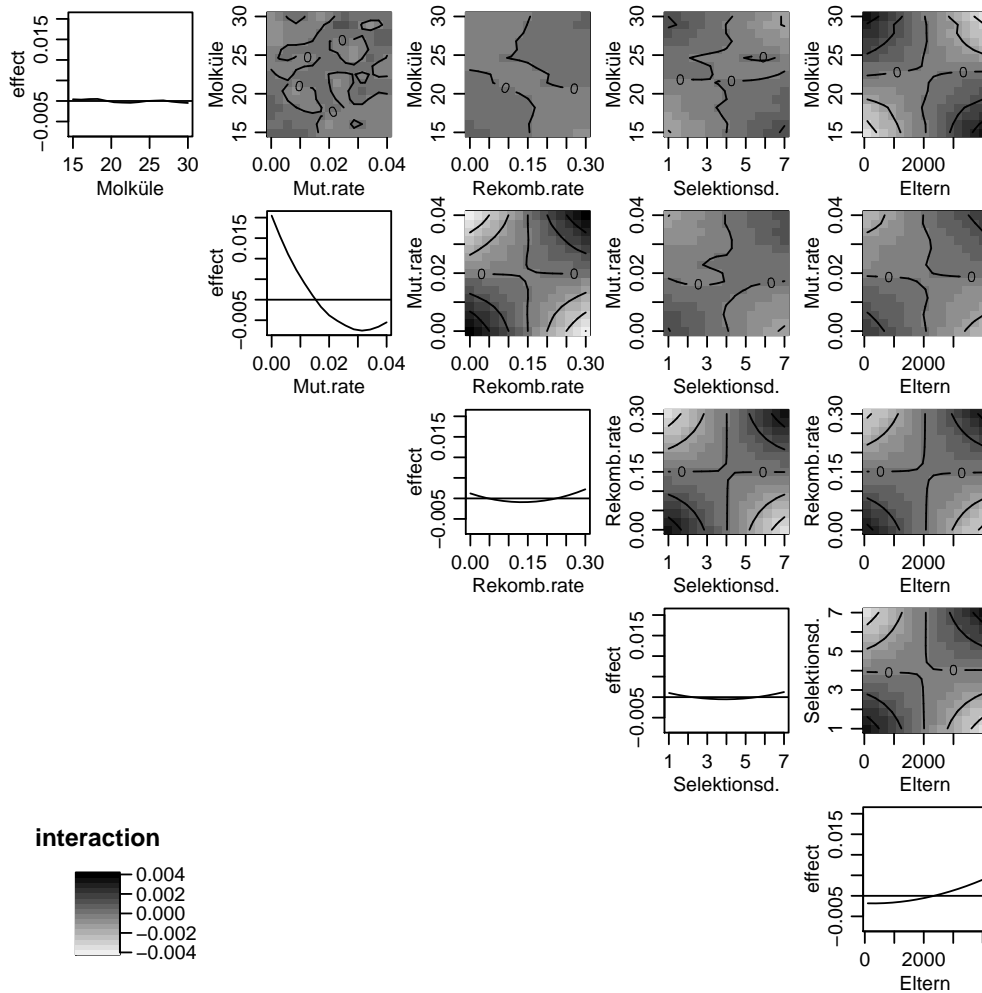 effect
0.015
−0.005
15 20 25 30
Molküle
Molküle
30
25
20
15
0
0
0
0
0.00 0.02 0.04
Mut.rate
Molküle
30
25
20
15
0
0.00 0.15 0.30
Rekomb.rate
Molküle
30
25
20
15
0
0
0
1 3 5 7
Selektionsd.
Molküle
30
25
20
15
0
0
0 2000
Eltern
effect
0.015
−0.005
0.00 0.02 0.04
Mut.rate
Mut.rate
0.04
0.02
0.00
0
0
0.00 0.15 0.30
Rekomb.rate
Mut.rate
0.04
0.02
0.00
0
0
1 3 5 7
Selektionsd.
Mut.rate
0.04
0.02
0.00
0
0
0 2000
Eltern
effect
0.015
−0.005
0.00 0.15 0.30
Rekomb.rate
Rekomb.rate
0.30
0.15
0.00
0
0
1 3 5 7
Selektionsd.
Rekomb.rate
0.30
0.15
0.00
0
0
0 2000
Eltern
effect
0.015
−0.005
1 3 5 7
Selektionsd.
Selektionsd.
7
5
3
1
0
0
0 2000
Eltern
effect
0.015
−0.005
0 2000
Eltern
interaction
0.004
0.002
0.000
−0.002
−0.004